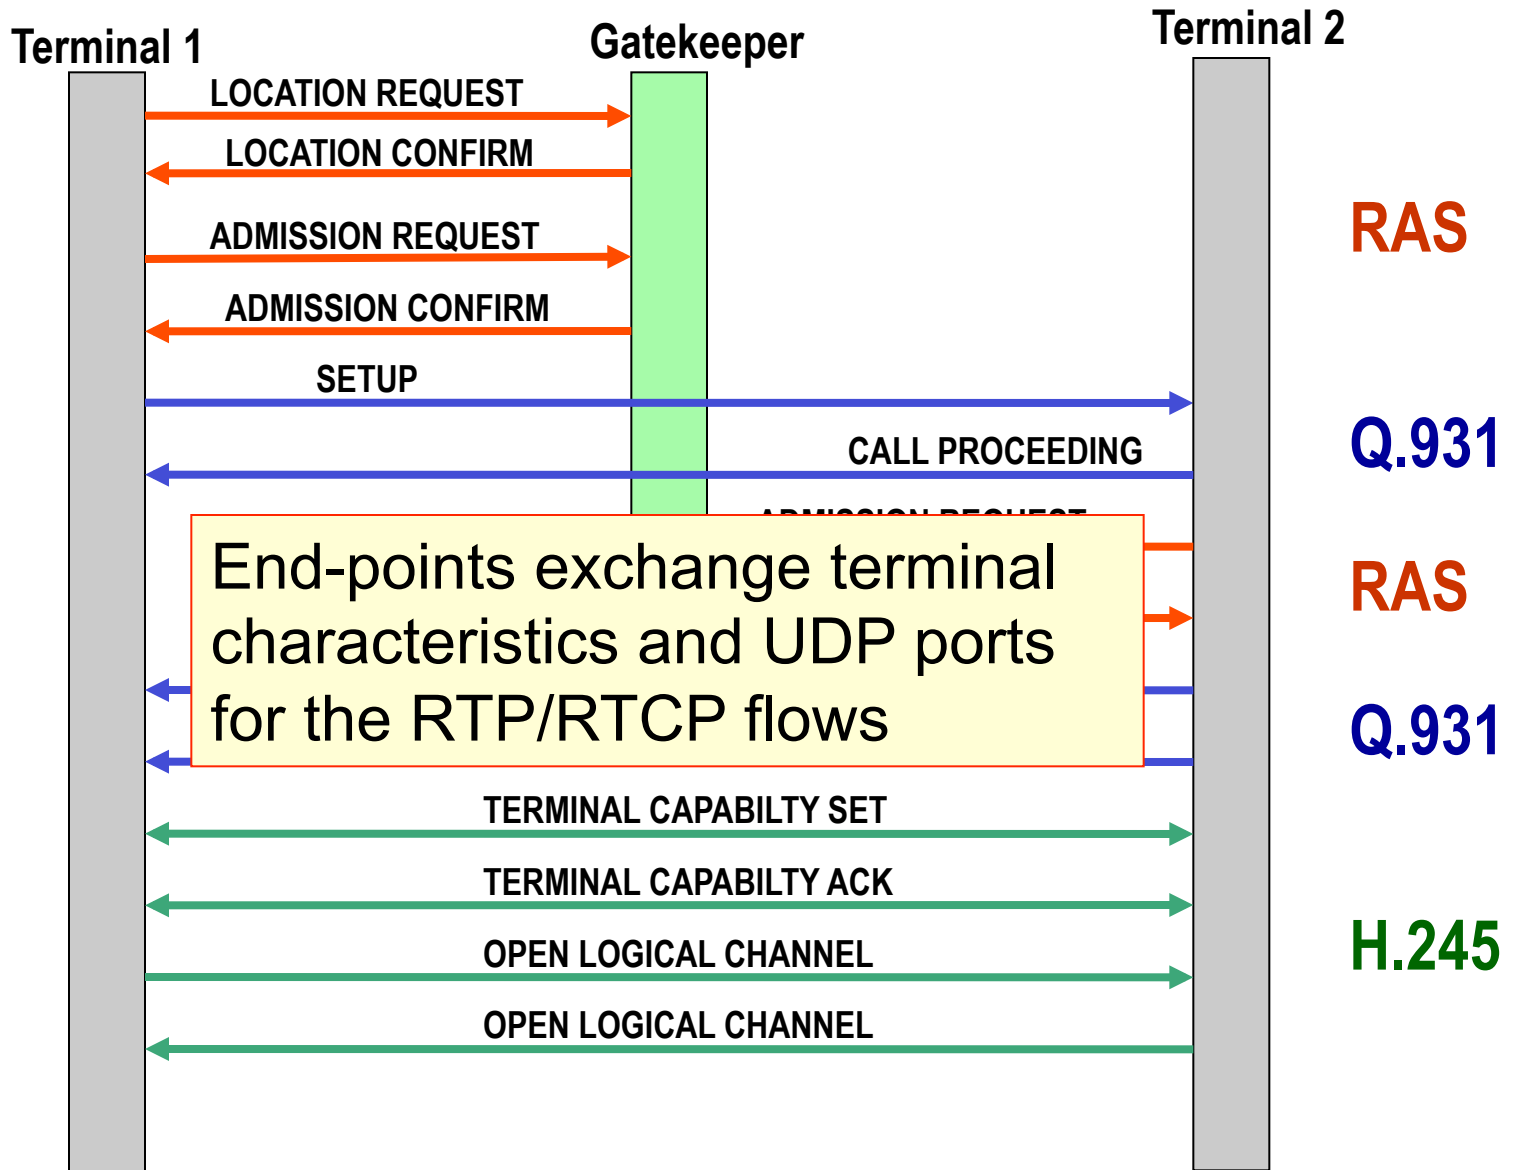 Terminal 1
Gatekeeper
Terminal 2
LOCATION REQUEST
LOCATION CONFIRM
RAS
ADMISSION REQUEST
ADMISSION CONFIRM
SETUP
Q.931
CALL PROCEEDING
ADMISSION REQUEST
End-points exchange terminal
characteristics and UDP ports
for the RTP/RTCP flows
RAS
Q.931
TERMINAL CAPABILTY SET
TERMINAL CAPABILTY ACK
H.245
OPEN LOGICAL CHANNEL
OPEN LOGICAL CHANNEL